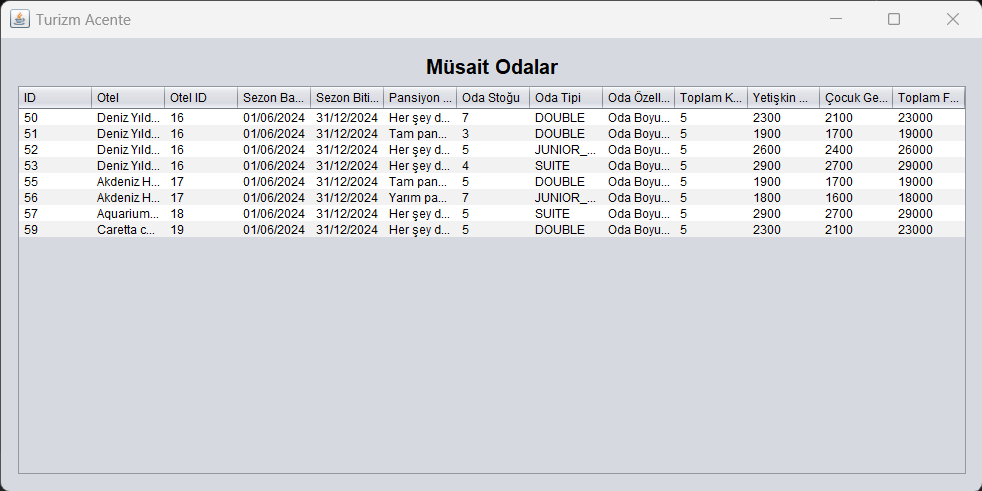 Turizm Acente
Müsait Odalar
ID Otel Otel ID Sezon Ba... Sezon Biti... Pansiyon ... Oda Stoğu Oda Tipi Oda Özell... Toplam K... Yetişkin ... Çocuk Ge... Toplam F...
50 Deniz Yıld... 16 01/06/2024 31/12/2024 Her şey d... 7 DOUBLE Oda Boyu... 5 2300 2100 23000
51 Deniz Yıld... 16 01/06/2024 31/12/2024 Tam pan... 3 DOUBLE Oda Boyu... 5 1900 1700 19000
52 Deniz Yıld... 16 01/06/2024 31/12/2024 Her şey d... 5 JUNIOR_... Oda Boyu... 5 2600 2400 26000
53 Deniz Yıld... 16 01/06/2024 31/12/2024 Her şey d... 4 SUITE Oda Boyu... 5 2900 2700 29000
55 Akdeniz H... 17 01/06/2024 31/12/2024 Tam pan... 5 DOUBLE Oda Boyu... 5 1900 1700 19000
56 Akdeniz H... 17 01/06/2024 31/12/2024 Yarım pa... 7 JUNIOR_... Oda Boyu... 5 1800 1600 18000
57 Aquarium... 18 01/06/2024 31/12/2024 Her şey d... 5 SUITE Oda Boyu... 5 2900 2700 29000
59 Caretta c... 19 01/06/2024 31/12/2024 Her şey d... 5 DOUBLE Oda Boyu... 5 2300 2100 23000